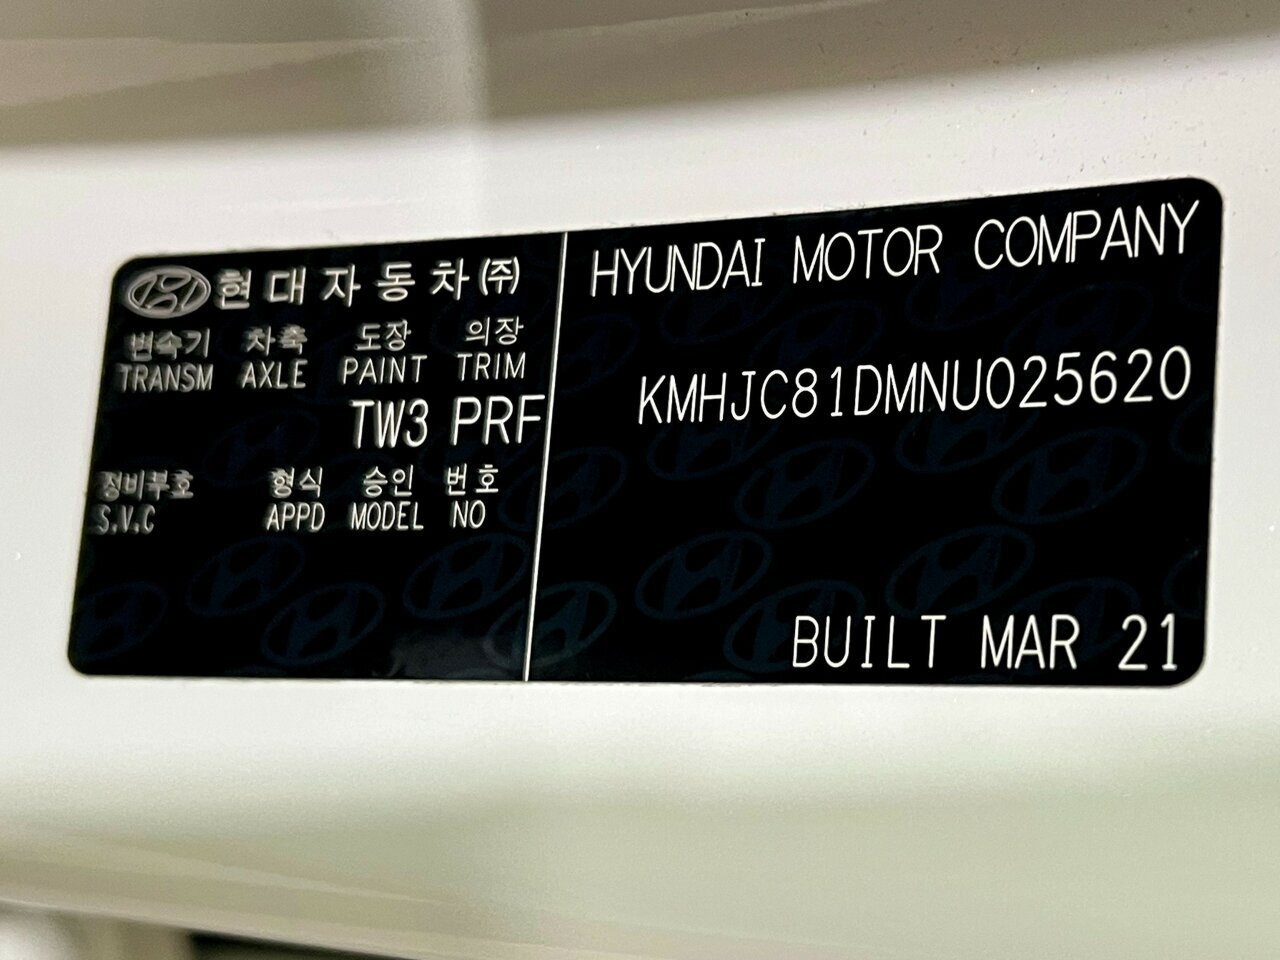 현대자동차(주)
변속기 차축 도장 의장
TRANSM AXLE PAINT TRIM
TW3 PRF
정비부호 형식 승인 번호
S.V.C APPD MODEL NO
HYUNDAI MOTOR COMPANY
KMHJC81DMNU025620
BUILT MAR 21